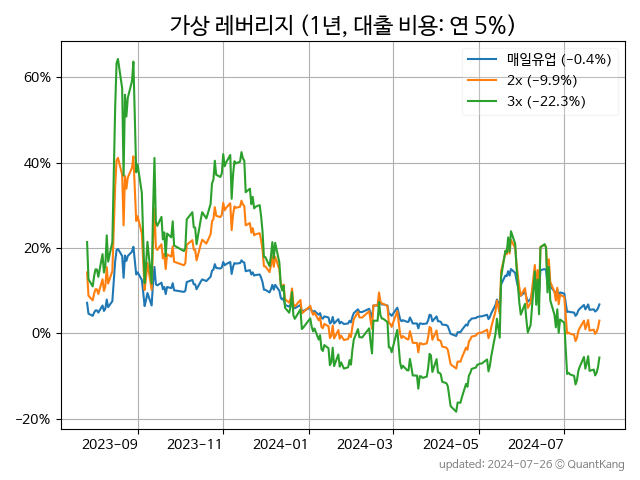 가상 레버리지 (1년, 대출 비용: 연 5%)
매일유업 (−0.4%)
2x (−9.9%)
3x (−22.3%)
60%
40%
20%
0%
−20%
2023−09 2023−11 2024−01 2024−03 2024−05 2024−07
updated: 2024-07-26 © QuantKang